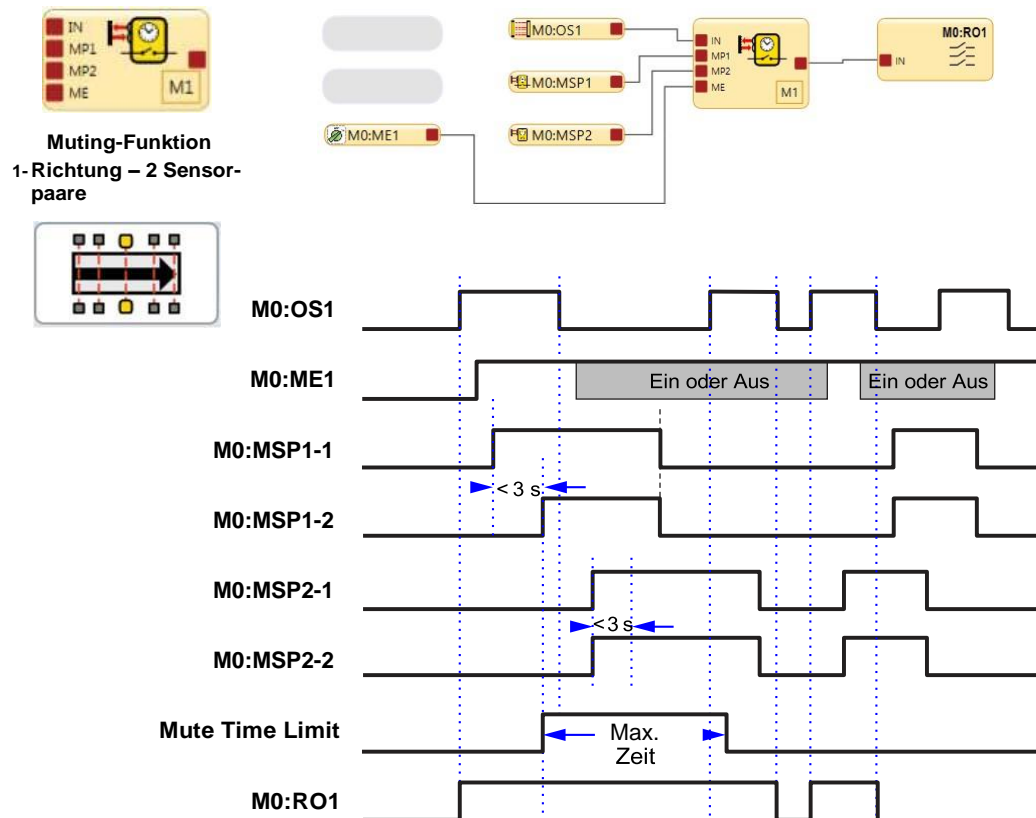 IN
MP1
MP2
ME
M1
Muting-Funktion
1- Richtung – 2 Sensor-
paare
M0:ME1
M0:OS1
M0:MSP1
M0:MSP2
IN
MP1
MP2
ME
M1
M0:RO1
IN
M0:OS1
M0:ME1
Ein oder Aus
Ein oder Aus
M0:MSP1-1
< 3 s
M0:MSP1-2
M0:MSP2-1
<3 s
M0:MSP2-2
Mute Time Limit
Max.
Zeit
M0:RO1